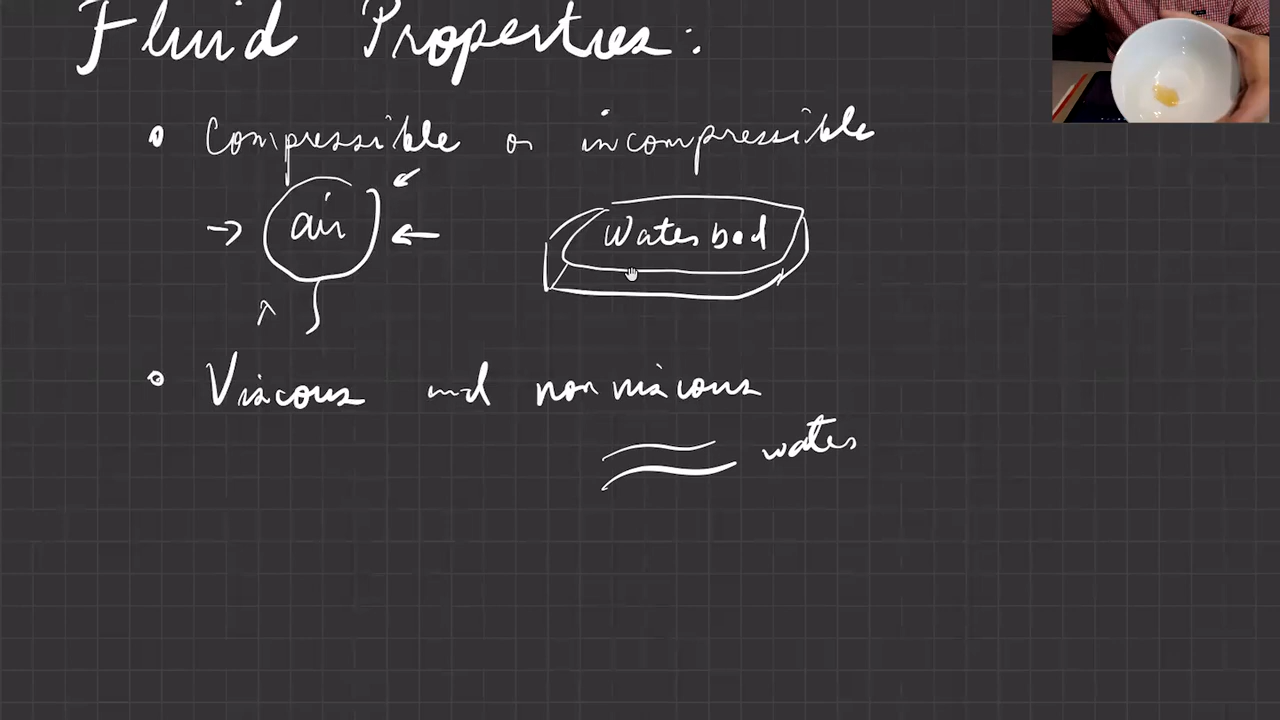 Fluid Properties:
• Compressible or incompressible
air
Water bed
• Viscous and non viscous
water